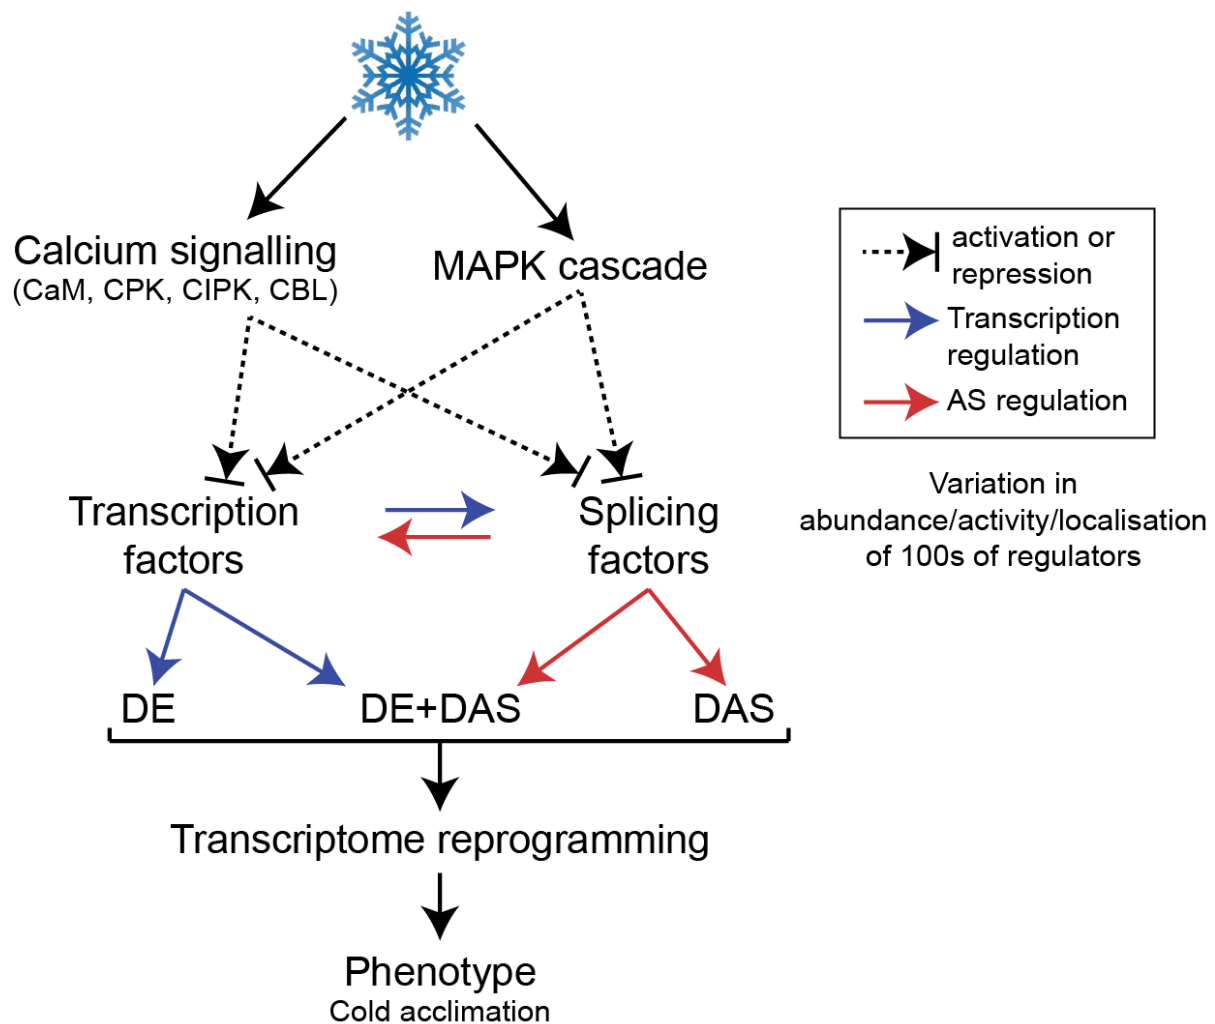 Calcium signalling
(CaM, CPK, CIPK, CBL)
MAPK cascade
activation or
repression
Transcription
regulation
AS regulation
Variation in
abundance/activity/localisation
of 100s of regulators
Transcription
factors
Splicing
factors
DE
DE+DAS
DAS
Transcriptome reprogramming
Phenotype
Cold acclimation